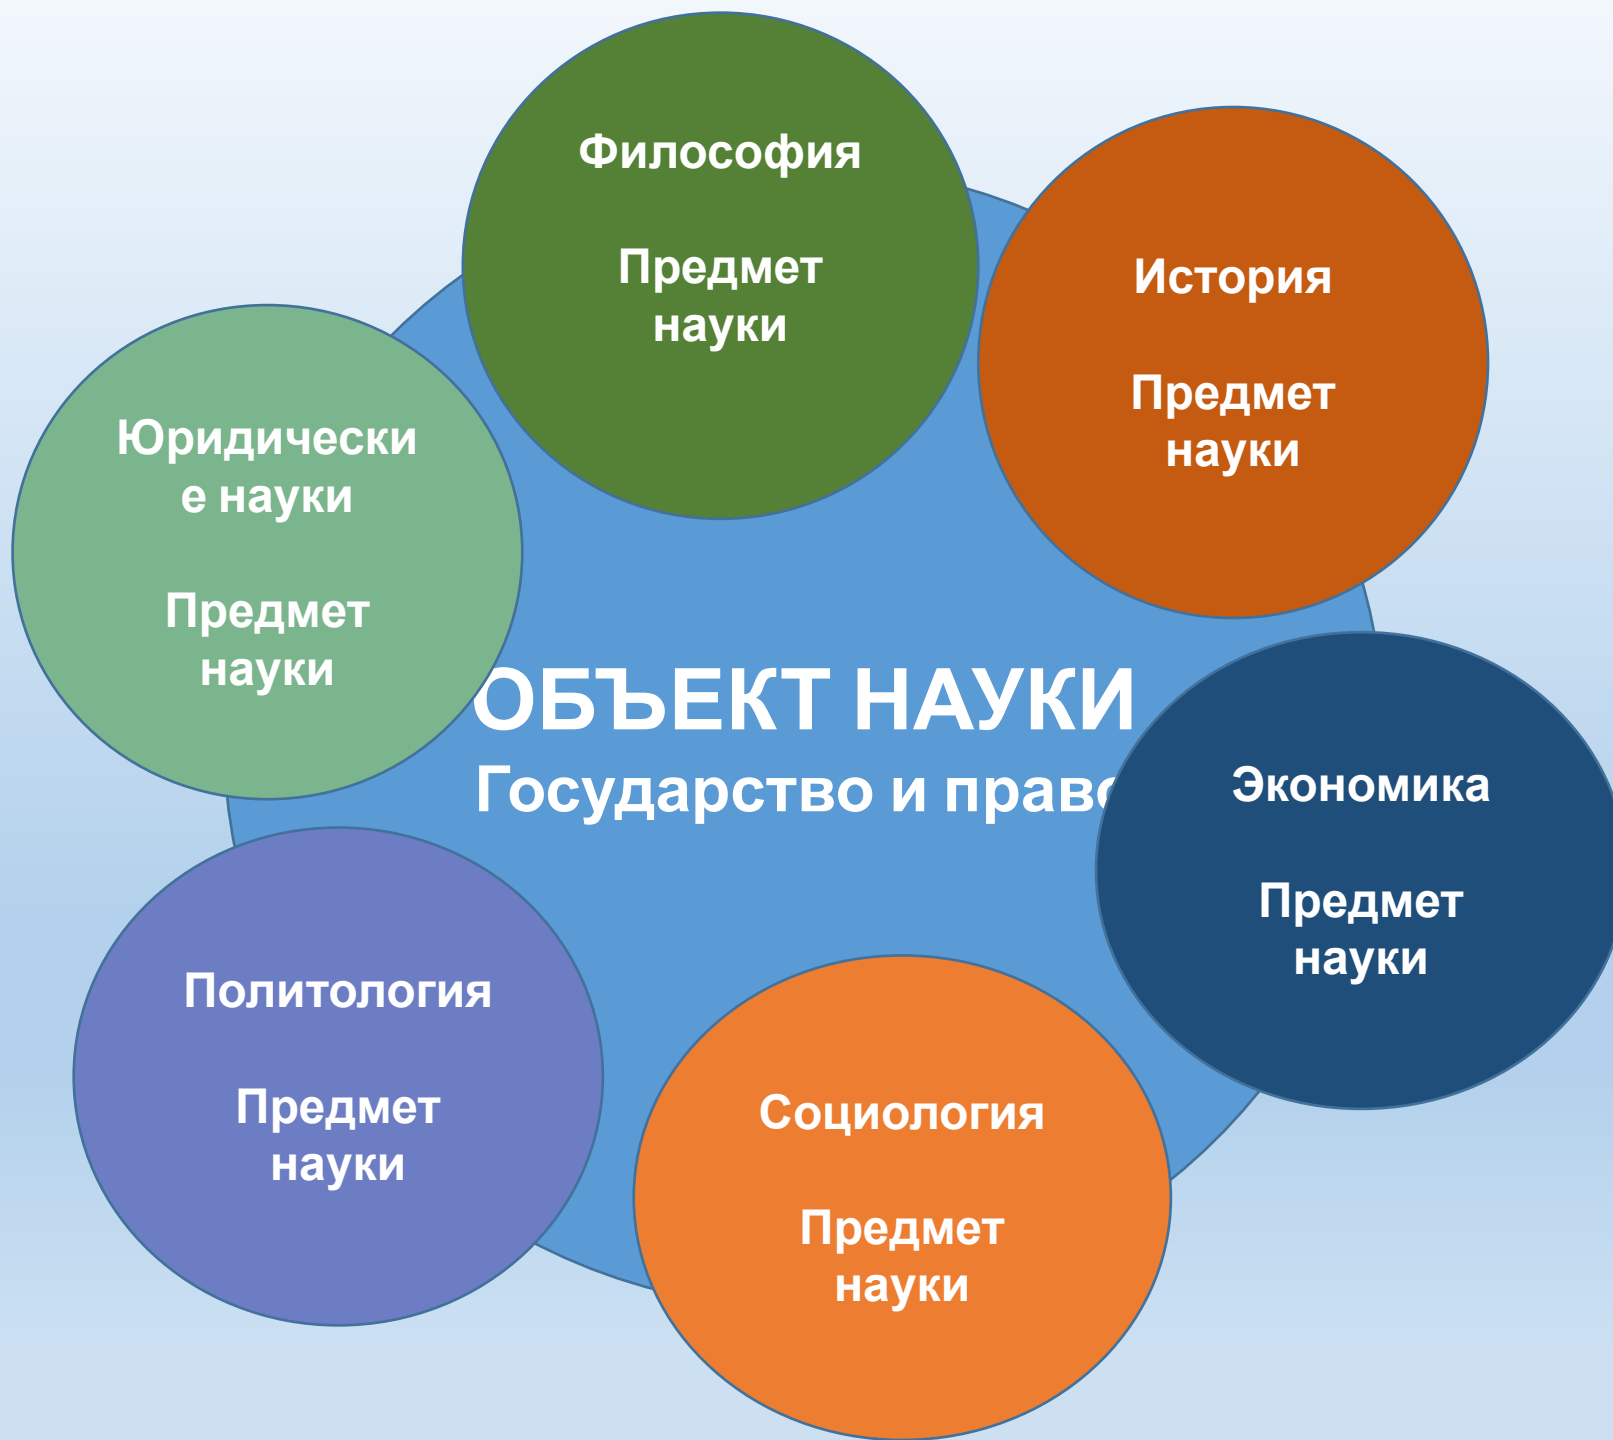 Философия
Предмет
науки
История
Предмет
науки
Юридически
е науки
Предмет
науки
ОБЪЕКТ НАУКИ
Государство и право
Экономика
Предмет
науки
Политология
Предмет
науки
Социология
Предмет
науки